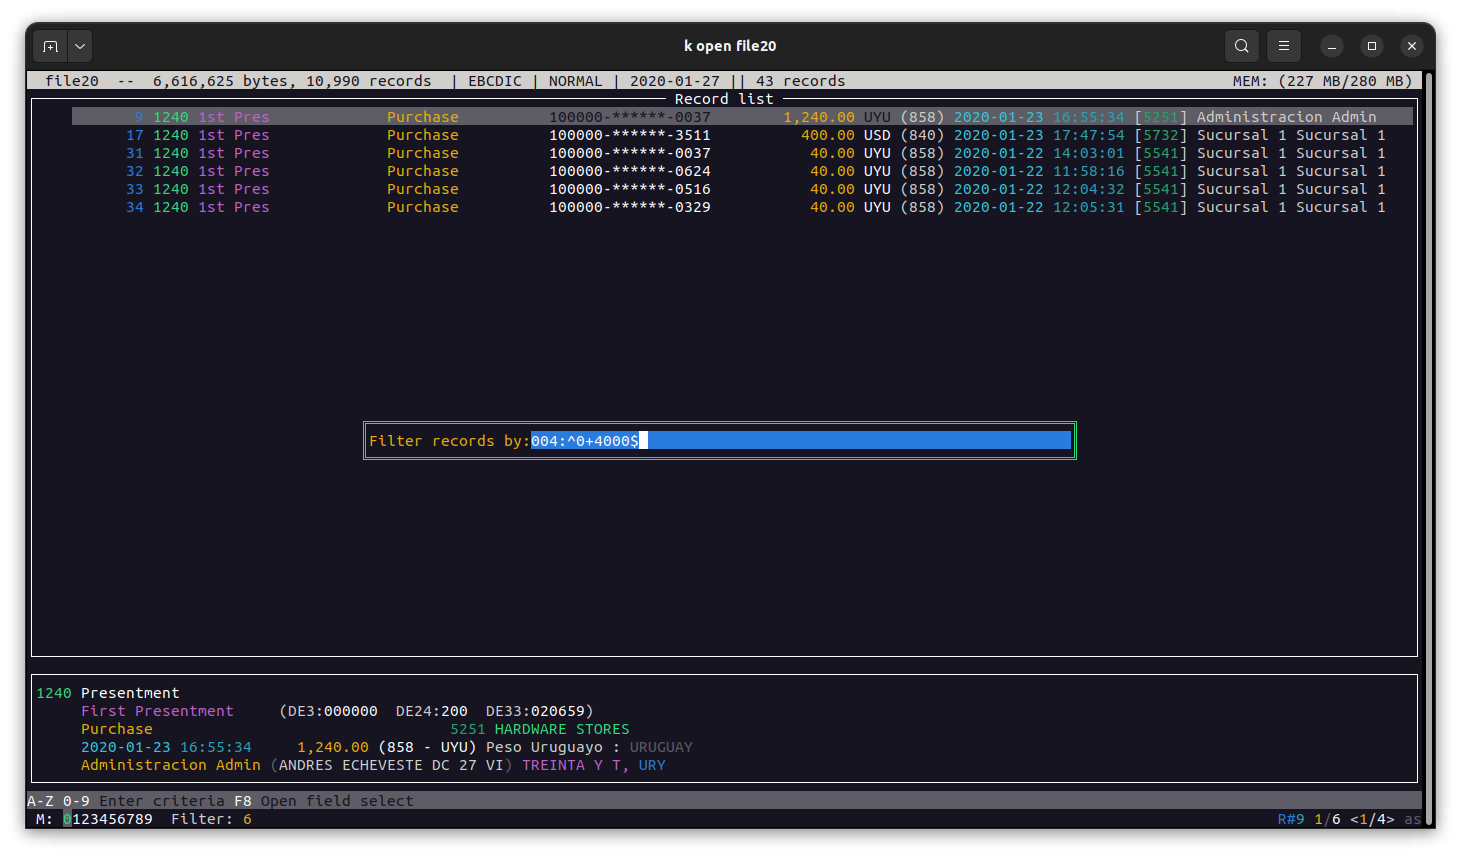 k open file20
file20  --  6,616,625 bytes, 10,990 records  | EBCDIC | NORMAL | 2020-01-27 || 43 records MEM: (227 MB/280 MB)
Record list
9 1240 1st Pres Purchase 100000-******-0037 1,240.00 UYU (858) 2020-01-23 16:55:34 [5251] Administracion Admin
17 1240 1st Pres Purchase 100000-******-3511 400.00 USD (840) 2020-01-23 17:47:54 [5732] Sucursal 1 Sucursal 1
31 1240 1st Pres Purchase 100000-******-0037 40.00 UYU (858) 2020-01-22 14:03:01 [5541] Sucursal 1 Sucursal 1
32 1240 1st Pres Purchase 100000-******-0624 40.00 UYU (858) 2020-01-22 11:58:16 [5541] Sucursal 1 Sucursal 1
33 1240 1st Pres Purchase 100000-******-0516 40.00 UYU (858) 2020-01-22 12:04:32 [5541] Sucursal 1 Sucursal 1
34 1240 1st Pres Purchase 100000-******-0329 40.00 UYU (858) 2020-01-22 12:05:31 [5541] Sucursal 1 Sucursal 1
Filter records by:004:^0+4000$
1240 Presentment
First Presentment (DE3:000000 DE24:200 DE33:020659)
Purchase 5251 HARDWARE STORES
2020-01-23 16:55:34 1,240.00 (858 - UYU) Peso Uruguayo : URUGUAY
Administracion Admin (ANDRES ECHEVESTE DC 27 VI) TREINTA Y T, URY
A-Z 0-9 Enter criteria F8 Open field select
M: 0123456789 Filter: 6 R#9 1/6 <1/4> as